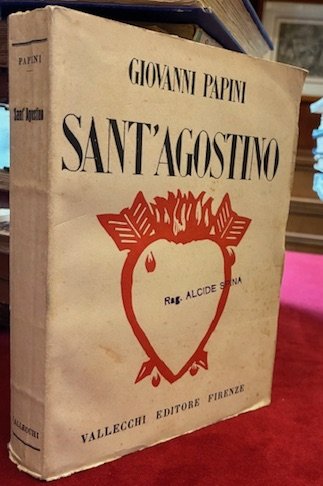 PAPINI
Sant'Agostino
VALLECCHI
GIOVANNI PAPINI
SANT'AGOSTINO
Rag. ALCIDE SPINA
VALLECCHI EDITORE FIRENZE